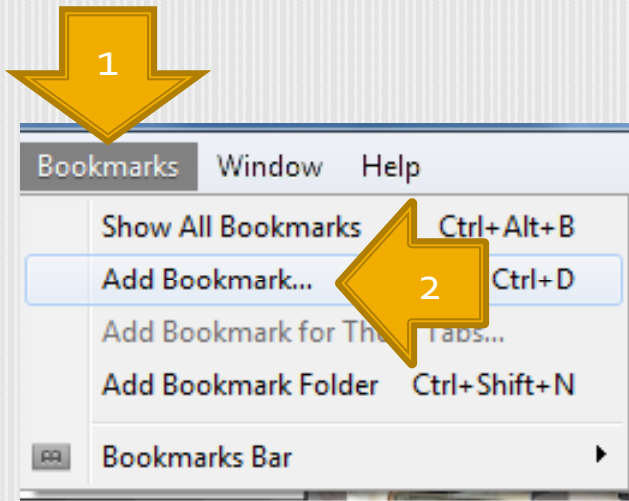 1
Bookmarks Window Help
Show All Bookmarks Ctrl+Alt+B
Add Bookmark... 2 Ctrl+D
Add Bookmark for Tabs...
Add Bookmark Folder Ctrl+Shift+N
Bookmarks Bar